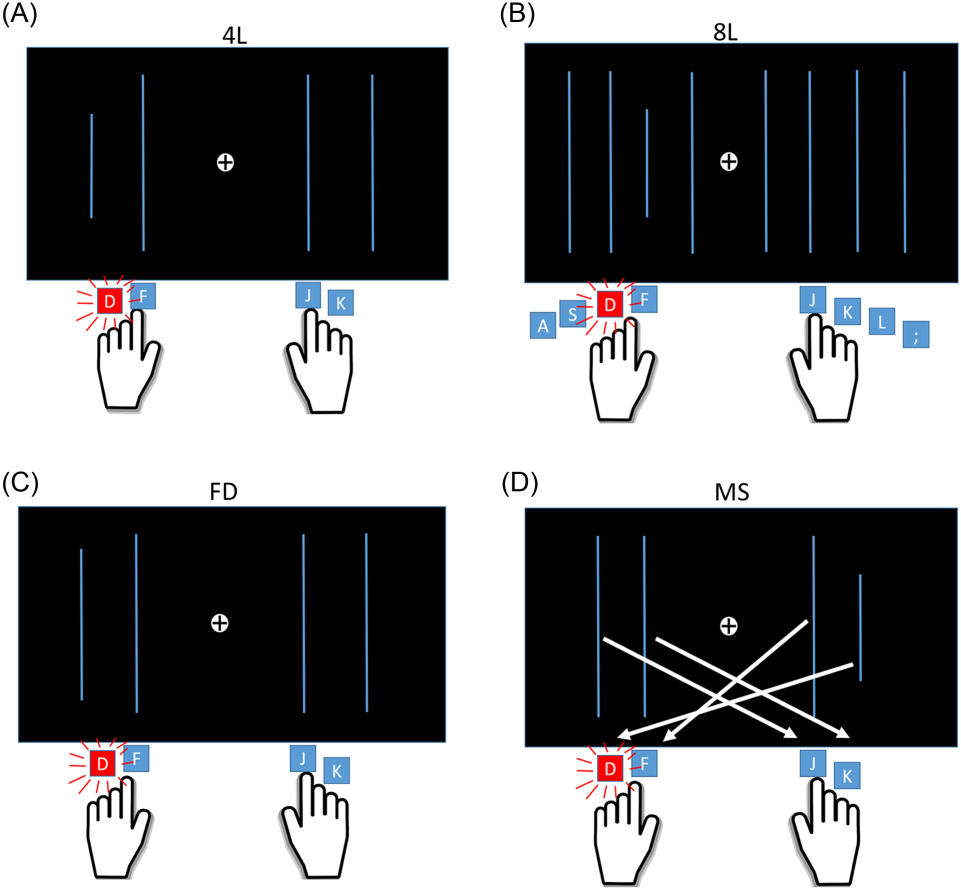 (A)
4L
D F J K
(B)
8L
A S D F J K L ;
(C)
FD
D F J K
(D)
MS
D F J K